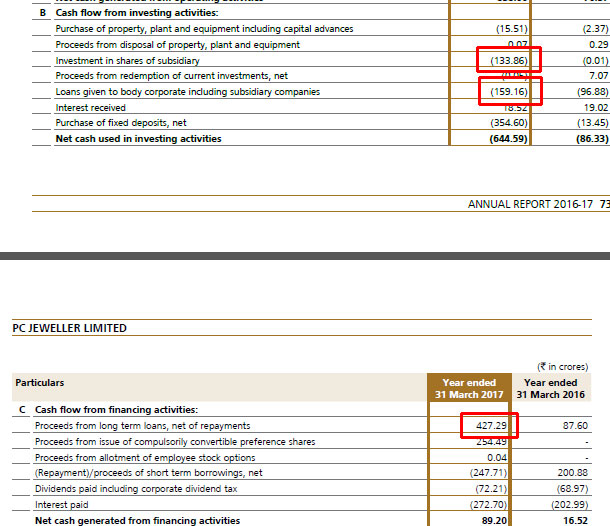 B Cash flow from investing activities:
Purchase of property, plant and equipment including capital advances (15.51) (2.37)
Proceeds from disposal of property, plant and equipment 0.07 0.29
Investment in shares of subsidiary (133.86) (0.01)
Proceeds from redemption of current investments, net (0.05) 7.07
Loans given to body corporate including subsidiary companies (159.16) (96.88)
Interest received 18.52 19.02
Purchase of fixed deposits, net (354.60) (13.45)
Net cash used in investing activities (644.59) (86.33)
ANNUAL REPORT 2016-17 73
PC JEWELLER LIMITED
(₹ in crores)
Particulars Year ended 31 March 2017 Year ended 31 March 2016
C Cash flow from financing activities:
Proceeds from long term loans, net of repayments 427.29 87.60
Proceeds from issue of compulsorily convertible preference shares 254.49 -
Proceeds from allotment of employee stock options 0.04 -
(Repayment)/proceeds of short term borrowings, net (247.71) 200.88
Dividends paid including corporate dividend tax (72.21) (68.97)
Interest paid (272.70) (202.99)
Net cash generated from financing activities 89.20 16.52